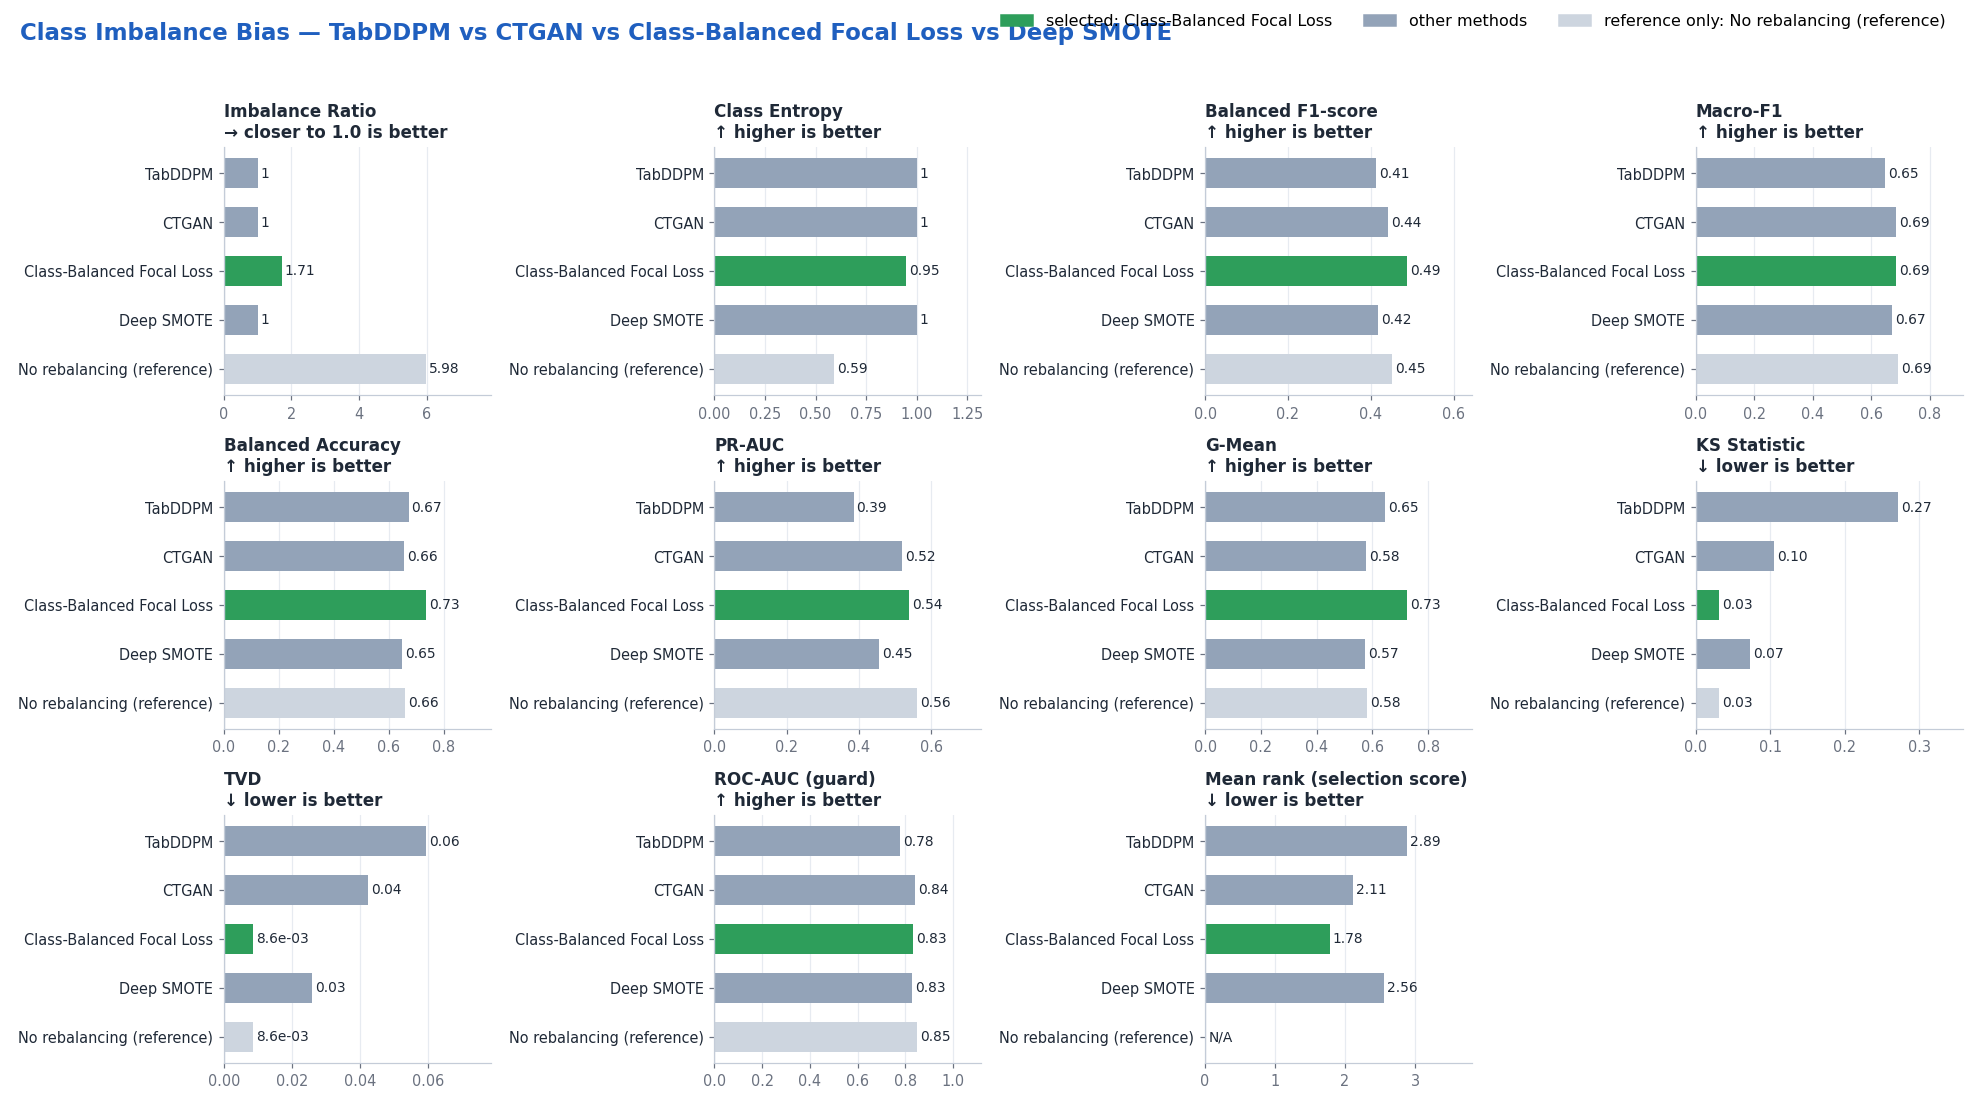 Class Imbalance Bias — TabDDPM vs CTGAN vs Class-Balanced Focal Loss vs Deep SMOTE
selected: Class-Balanced Focal Loss
other methods
reference only: No rebalancing (reference)
Imbalance Ratio
→ closer to 1.0 is better
TabDDPM 1
CTGAN 1
Class-Balanced Focal Loss 1.71
Deep SMOTE 1
No rebalancing (reference) 5.98
0 2 4 6
Class Entropy
↑ higher is better
TabDDPM 1
CTGAN 1
Class-Balanced Focal Loss 0.95
Deep SMOTE 1
No rebalancing (reference) 0.59
0.00 0.25 0.50 0.75 1.00 1.25
Balanced F1-score
↑ higher is better
TabDDPM 0.41
CTGAN 0.44
Class-Balanced Focal Loss 0.49
Deep SMOTE 0.42
No rebalancing (reference) 0.45
0.0 0.2 0.4 0.6
Macro-F1
↑ higher is better
TabDDPM 0.65
CTGAN 0.69
Class-Balanced Focal Loss 0.69
Deep SMOTE 0.67
No rebalancing (reference) 0.69
0.0 0.2 0.4 0.6 0.8
Balanced Accuracy
↑ higher is better
TabDDPM 0.67
CTGAN 0.66
Class-Balanced Focal Loss 0.73
Deep SMOTE 0.65
No rebalancing (reference) 0.66
0.0 0.2 0.4 0.6 0.8
PR-AUC
↑ higher is better
TabDDPM 0.39
CTGAN 0.52
Class-Balanced Focal Loss 0.54
Deep SMOTE 0.45
No rebalancing (reference) 0.56
0.0 0.2 0.4 0.6
G-Mean
↑ higher is better
TabDDPM 0.65
CTGAN 0.58
Class-Balanced Focal Loss 0.73
Deep SMOTE 0.57
No rebalancing (reference) 0.58
0.0 0.2 0.4 0.6 0.8
KS Statistic
↓ lower is better
TabDDPM 0.27
CTGAN 0.10
Class-Balanced Focal Loss 0.03
Deep SMOTE 0.07
No rebalancing (reference) 0.03
0.0 0.1 0.2 0.3
TVD
↓ lower is better
TabDDPM 0.06
CTGAN 0.04
Class-Balanced Focal Loss 8.6e-03
Deep SMOTE 0.03
No rebalancing (reference) 8.6e-03
0.00 0.02 0.04 0.06
ROC-AUC (guard)
↑ higher is better
TabDDPM 0.78
CTGAN 0.84
Class-Balanced Focal Loss 0.83
Deep SMOTE 0.83
No rebalancing (reference) 0.85
0.0 0.2 0.4 0.6 0.8 1.0
Mean rank (selection score)
↓ lower is better
TabDDPM 2.89
CTGAN 2.11
Class-Balanced Focal Loss 1.78
Deep SMOTE 2.56
No rebalancing (reference) N/A
0 1 2 3